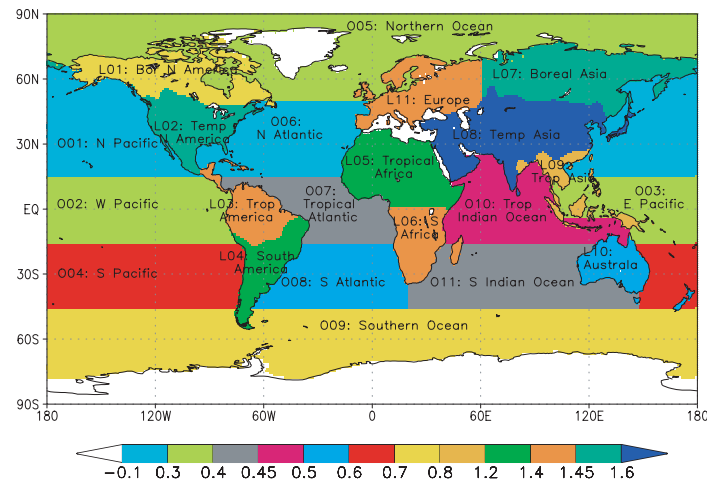 90N
O05: Northern Ocean
L01: Bor N America
L07: Boreal Asia
60N
L11: Europe
L02: Temp
N America
O06:
N Atlantic
L08: Temp Asia
O01: N Pacific
30N
L05: Tropical
Africa
L09:
Trop Asia
O02: W Pacific
L03: Trop
America
O07:
Tropical
Atlantic
O10: Trop
Indian Ocean
O03:
E Pacific
EQ
L06: S
Africa
L04: South
America
L10:
Australa
O04: S Pacific
O08: S Atlantic
O11: S Indian Ocean
30S
O09: Southern Ocean
60S
90S
180 120W 60W 0 60E 120E 180
−0.1 0.3 0.4 0.45 0.5 0.6 0.7 0.8 1.2 1.4 1.45 1.6